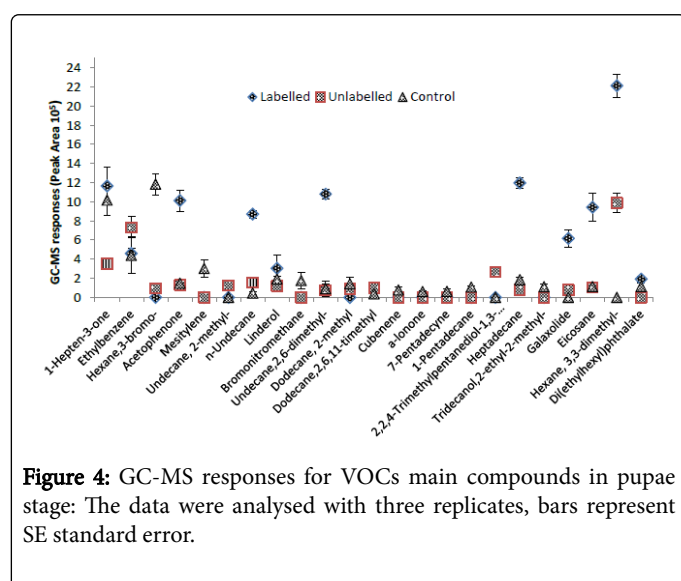 24
22
20
18
16
14
12
10
8
6
4
2
0
GC-MS responses (Peak Area 10⁵)
Labelled Unlabelled Control
1-Hepten-3-one
Ethylbenzene
Hexane,3-bromo-
Acetophenone
Mesitylene
Undecane, 2-methyl-
n-Undecane
Linderol
Bromonitromethane
Undecane,2,6-dimethyl-
Dodecane, 2-methyl
Dodecane,2,6,11-timethyl
Cubenene
a-Ionone
7-Pentadecyne
1-Pentadecane
2,2,4-Trimethylpentanediol-1,3-...
Heptadecane
Tridecanol,2-ethyl-2-methyl-
Galaxolide
Eicosane
Hexane, 3,3-dimethyl-
Di(ethylhexyl)phthalate
Figure 4: GC-MS responses for VOCs main compounds in pupae
stage: The data were analysed with three replicates, bars represent
SE standard error.